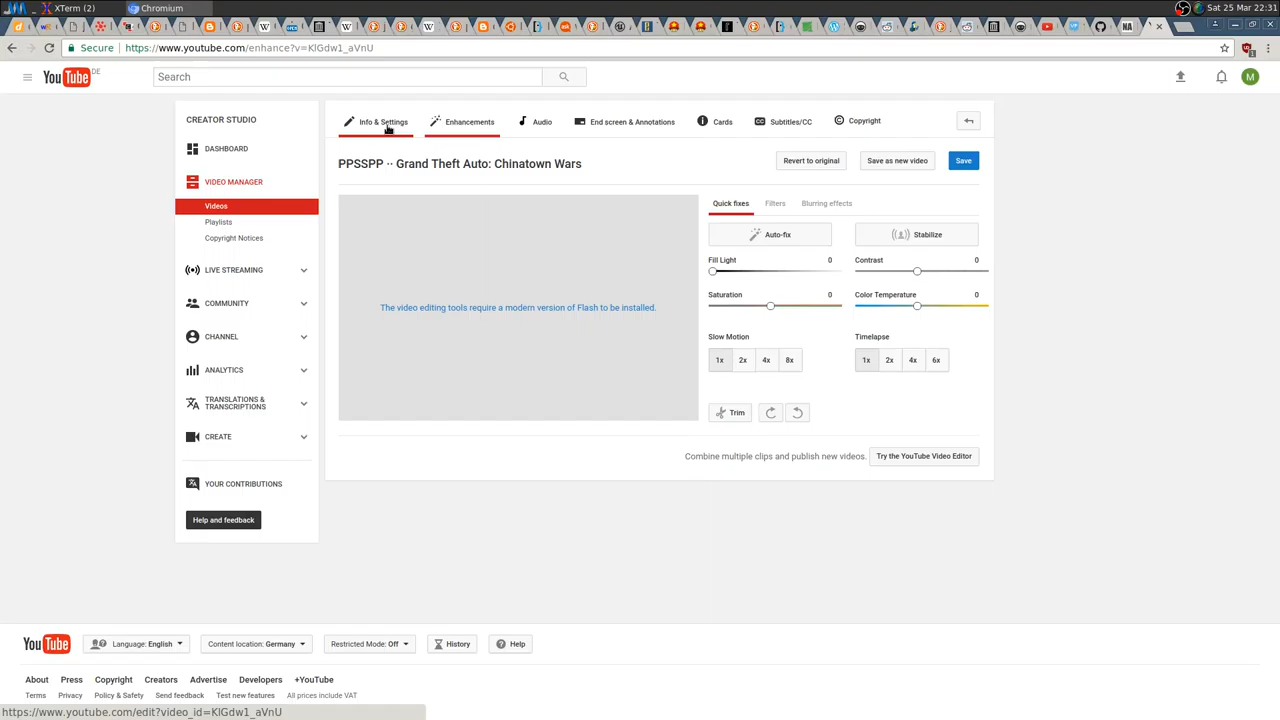 XTerm (2)
Chromium
Sat 25 Mar 22:31
Secure
https://www.youtube.com/enhance?v=KlGdw1_aVnU
YouTube DE
Search
M
CREATOR STUDIO
DASHBOARD
VIDEO MANAGER
Videos
Playlists
Copyright Notices
LIVE STREAMING
COMMUNITY
CHANNEL
ANALYTICS
TRANSLATIONS &
TRANSCRIPTIONS
CREATE
YOUR CONTRIBUTIONS
Help and feedback
Info & Settings
Enhancements
Audio
End screen & Annotations
Cards
CC Subtitles/CC
Copyright
PPSSPP ·· Grand Theft Auto: Chinatown Wars
Revert to original
Save as new video
Save
The video editing tools require a modern version of Flash to be installed.
Quick fixes
Filters
Blurring effects
Auto-fix
Stabilize
Fill Light 0
Contrast 0
Saturation 0
Color Temperature 0
Slow Motion
Timelapse
1x 2x 4x 8x
1x 2x 4x 6x
Trim
Combine multiple clips and publish new videos.
Try the YouTube Video Editor
YouTube
Language: English
Content location: Germany
Restricted Mode: Off
History
Help
About Press Copyright Creators Advertise Developers +YouTube
Terms Privacy Policy & Safety Send feedback Test new features All prices include VAT
https://www.youtube.com/edit?video_id=KlGdw1_aVnU